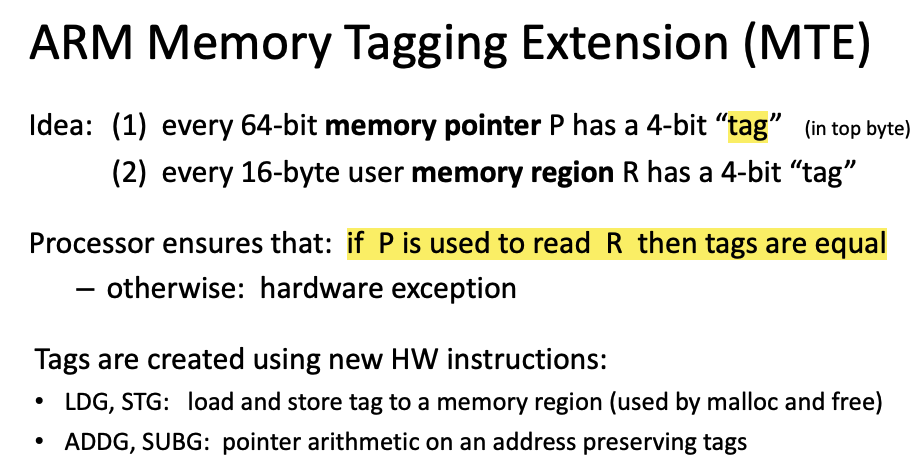 ARM Memory Tagging Extension (MTE)
Idea: (1) every 64-bit memory pointer P has a 4-bit “tag” (in top byte)
(2) every 16-byte user memory region R has a 4-bit “tag”
Processor ensures that: if P is used to read R then tags are equal
– otherwise: hardware exception
Tags are created using new HW instructions:
• LDG, STG: load and store tag to a memory region (used by malloc and free)
• ADDG, SUBG: pointer arithmetic on an address preserving tags